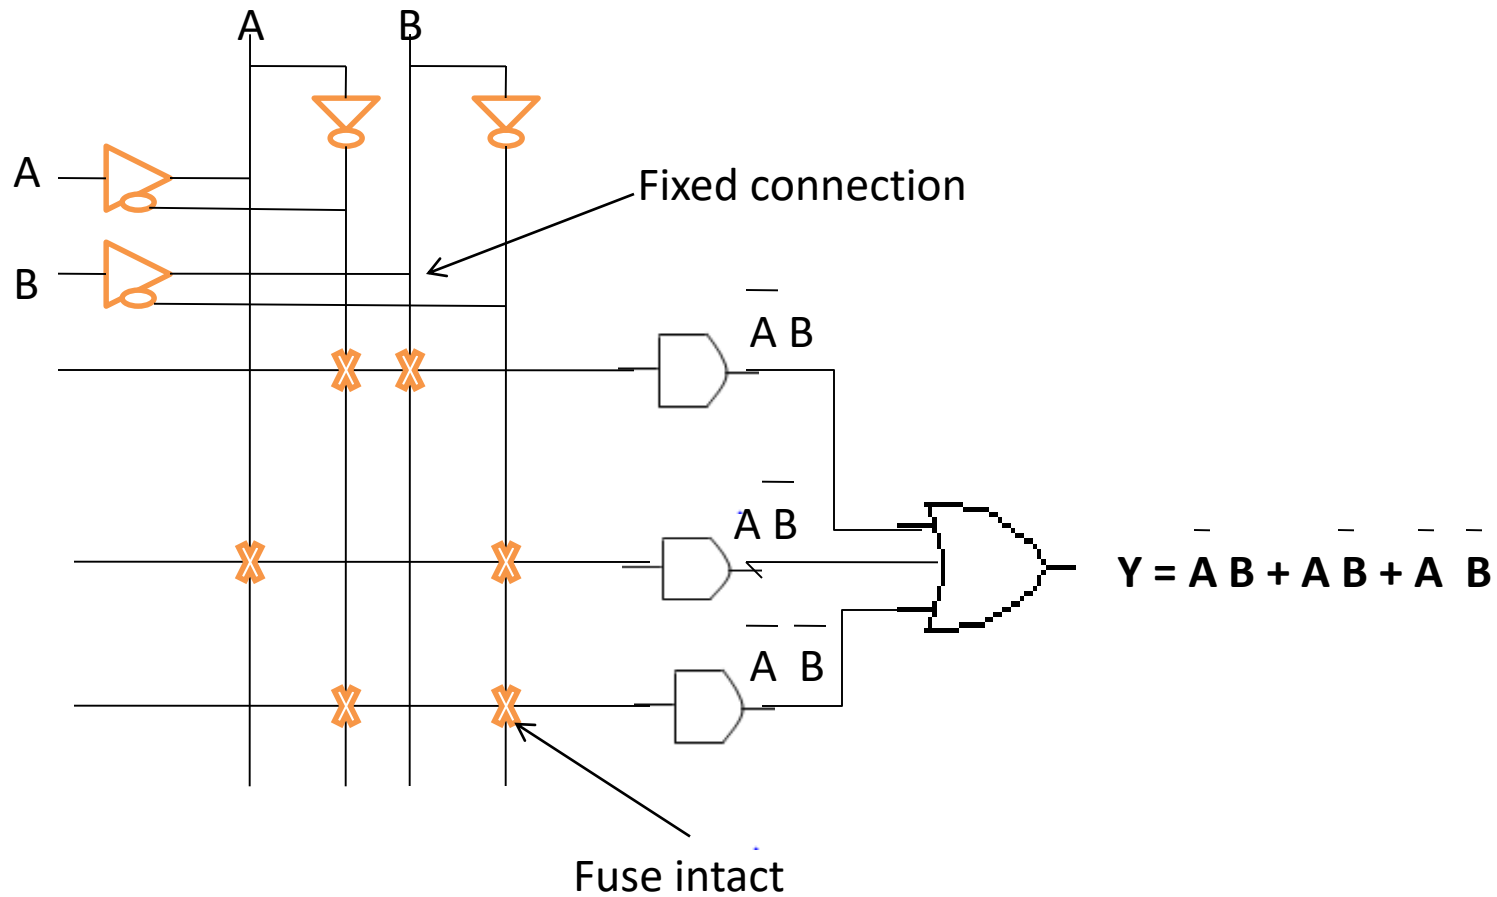 A B
A
Fixed connection
B
A̅ B
A B̅
Y = A̅ B + A B̅ + A̅ B̅
A̅ B̅
Fuse intact